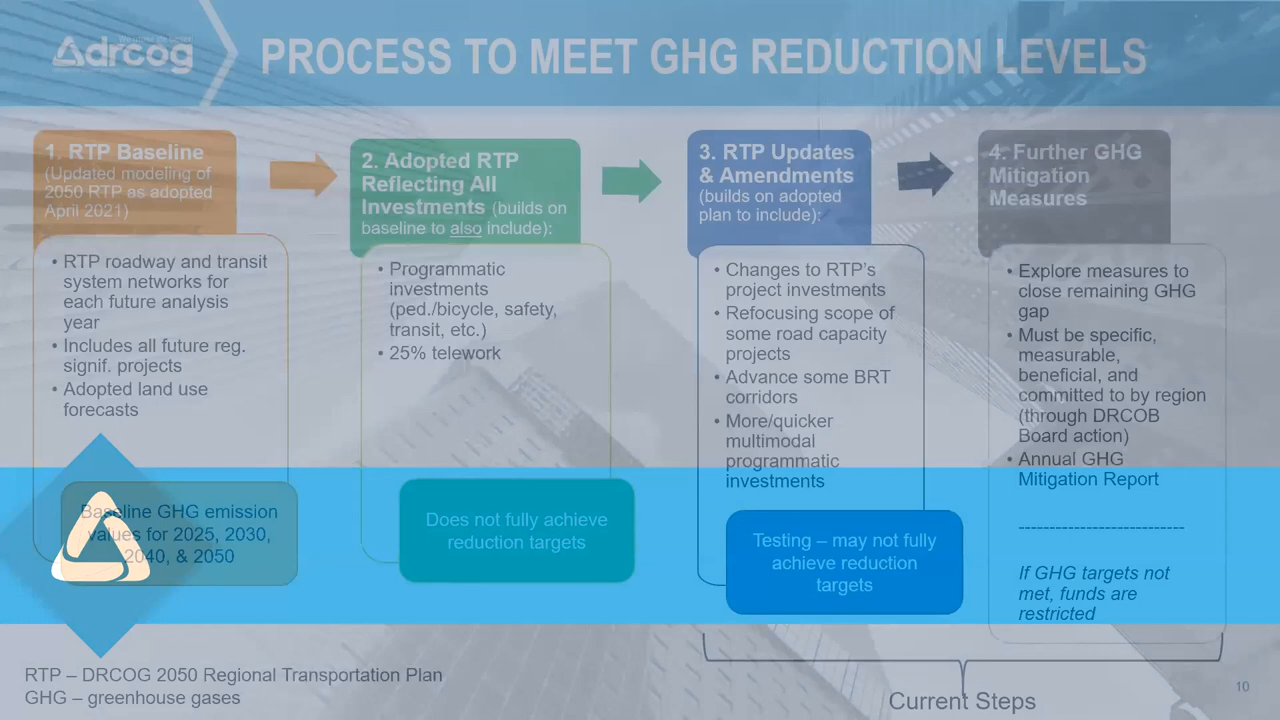 drcog
PROCESS TO MEET GHG REDUCTION LEVELS
1. RTP Baseline
(Updated modeling of
2050 RTP as adopted
April 2021)
• RTP roadway and transit
system networks for
each future analysis
year
• Includes all future reg.
signif. projects
• Adopted land use
forecasts
Baseline GHG emission
values for 2025, 2030,
2040, & 2050
2. Adopted RTP
Reflecting All
Investments (builds on
baseline to also include):
• Programmatic
investments
(ped./bicycle, safety,
transit, etc.)
• 25% telework
Does not fully achieve
reduction targets
3. RTP Updates
& Amendments
(builds on adopted
plan to include):
• Changes to RTP's
project investments
• Refocusing scope of
some road capacity
projects
• Advance some BRT
corridors
• More/quicker
multimodal
programmatic
investments
Testing – may not fully
achieve reduction
targets
4. Further GHG
Mitigation
Measures
• Explore measures to
close remaining GHG
gap
• Must be specific,
measurable,
beneficial, and
committed to by region
(through DRCOB
Board action)
• Annual GHG
Mitigation Report
---------------------------
If GHG targets not
met, funds are
restricted
Current Steps
RTP – DRCOG 2050 Regional Transportation Plan
GHG – greenhouse gases
10